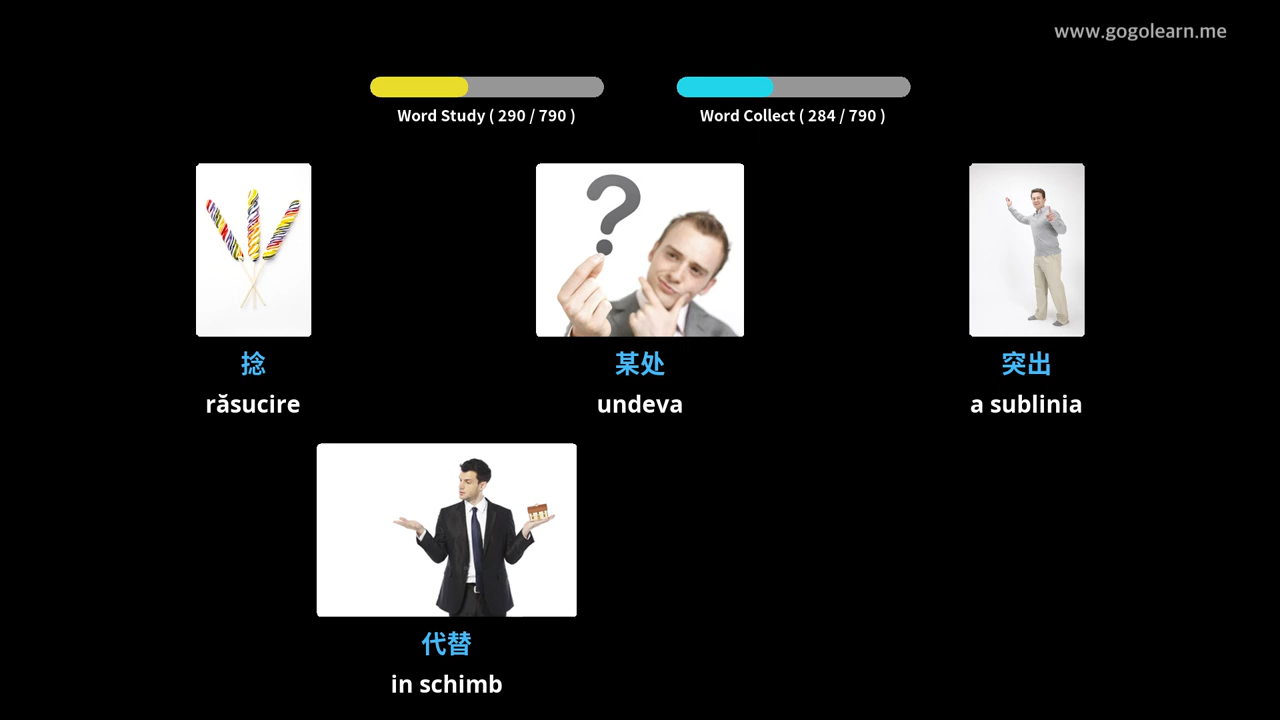 www.gogolearn.me
Word Study ( 290 / 790 )
Word Collect ( 284 / 790 )
捻
某处
突出
răsucire
undeva
a sublinia
代替
in schimb